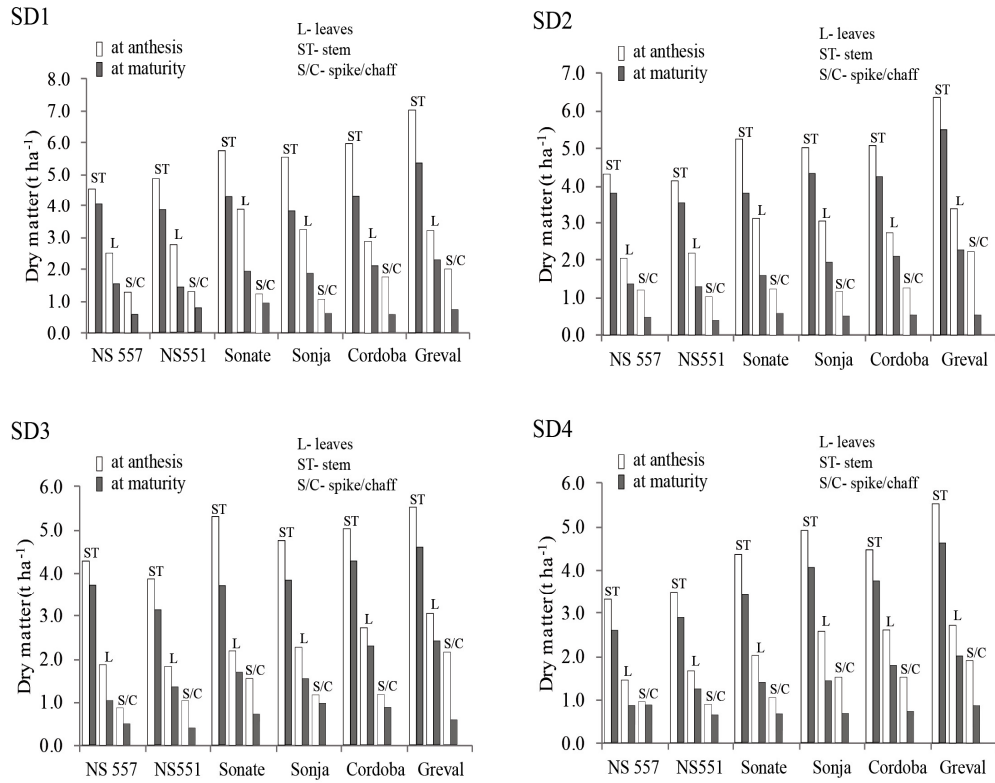 SD1
L- leaves
ST- stem
S/C- spike/chaff
at anthesis
at maturity
Dry matter(t ha⁻¹)
8.0
7.0
6.0
5.0
4.0
3.0
2.0
1.0
0.0
ST L S/C ST L S/C ST L S/C ST L S/C ST L S/C ST L S/C
NS 557 NS551 Sonate Sonja Cordoba Greval
SD2
L- leaves
ST- stem
S/C- spike/chaff
at anthesis
at maturity
Dry matter(t ha⁻¹)
7.0
6.0
5.0
4.0
3.0
2.0
1.0
0.0
ST L S/C ST L S/C ST L S/C ST L S/C ST L S/C ST L S/C
NS 557 NS551 Sonate Sonja Cordoba Greval
SD3
L- leaves
ST- stem
S/C- spike/chaff
at anthesis
at maturity
Dry matter(t ha⁻¹)
6.0
5.0
4.0
3.0
2.0
1.0
0.0
ST L S/C ST L S/C ST L S/C ST L S/C ST L S/C ST L S/C
NS 557 NS551 Sonate Sonja Cordoba Greval
SD4
L- leaves
ST- stem
S/C- spike/chaff
at anthesis
at maturity
Dry matter(t ha⁻¹)
6.0
5.0
4.0
3.0
2.0
1.0
0.0
ST L S/C ST L S/C ST L S/C ST L S/C ST L S/C ST L S/C
NS 557 NS551 Sonate Sonja Cordoba Greval